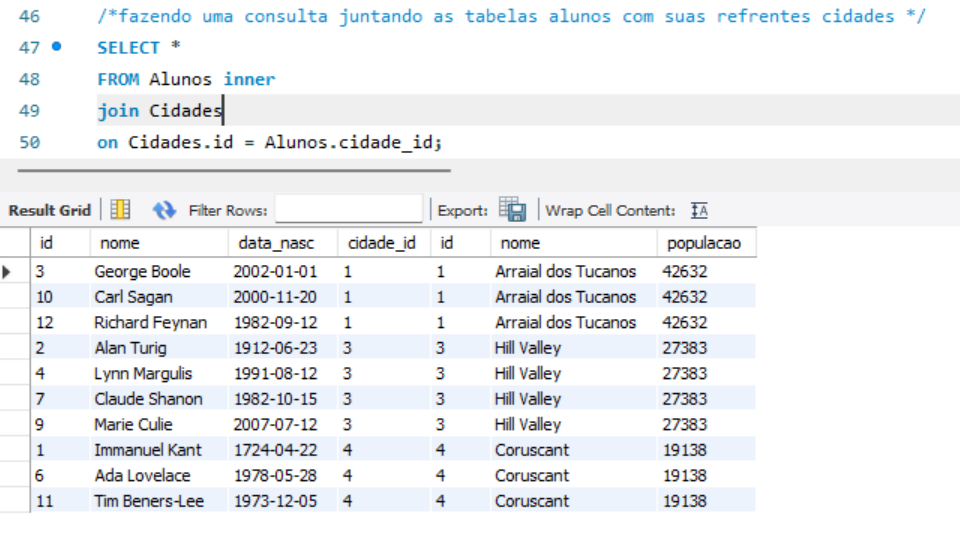 46 /*fazendo uma consulta juntando as tabelas alunos com suas refrentes cidades */
47 SELECT *
48 FROM Alunos inner
49 join Cidades
50 on Cidades.id = Alunos.cidade_id;
Result Grid Filter Rows: Export: Wrap Cell Content: IA
id nome data_nasc cidade_id id nome populacao
3 George Boole 2002-01-01 1 1 Arraial dos Tucanos 42632
10 Carl Sagan 2000-11-20 1 1 Arraial dos Tucanos 42632
12 Richard Feynan 1982-09-12 1 1 Arraial dos Tucanos 42632
2 Alan Turig 1912-06-23 3 3 Hill Valley 27383
4 Lynn Margulis 1991-08-12 3 3 Hill Valley 27383
7 Claude Shanon 1982-10-15 3 3 Hill Valley 27383
9 Marie Culie 2007-07-12 3 3 Hill Valley 27383
1 Immanuel Kant 1724-04-22 4 4 Coruscant 19138
6 Ada Lovelace 1978-05-28 4 4 Coruscant 19138
11 Tim Beners-Lee 1973-12-05 4 4 Coruscant 19138